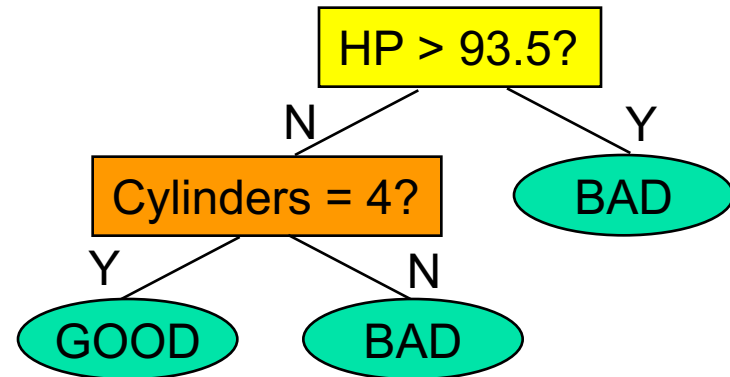 HP > 93.5?
N
Y
Cylinders = 4?
BAD
Y
N
GOOD
BAD